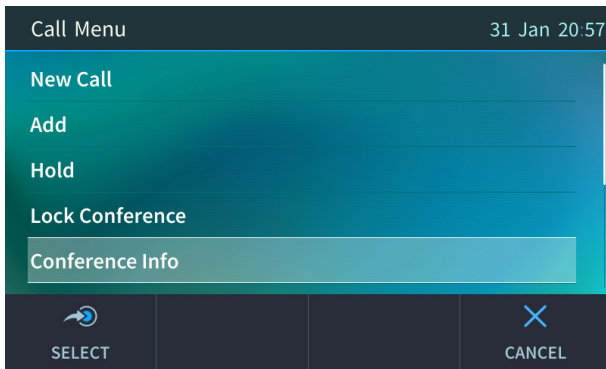 Call Menu 31 Jan 20:57
New Call
Add
Hold
Lock Conference
Conference Info
SELECT CANCEL